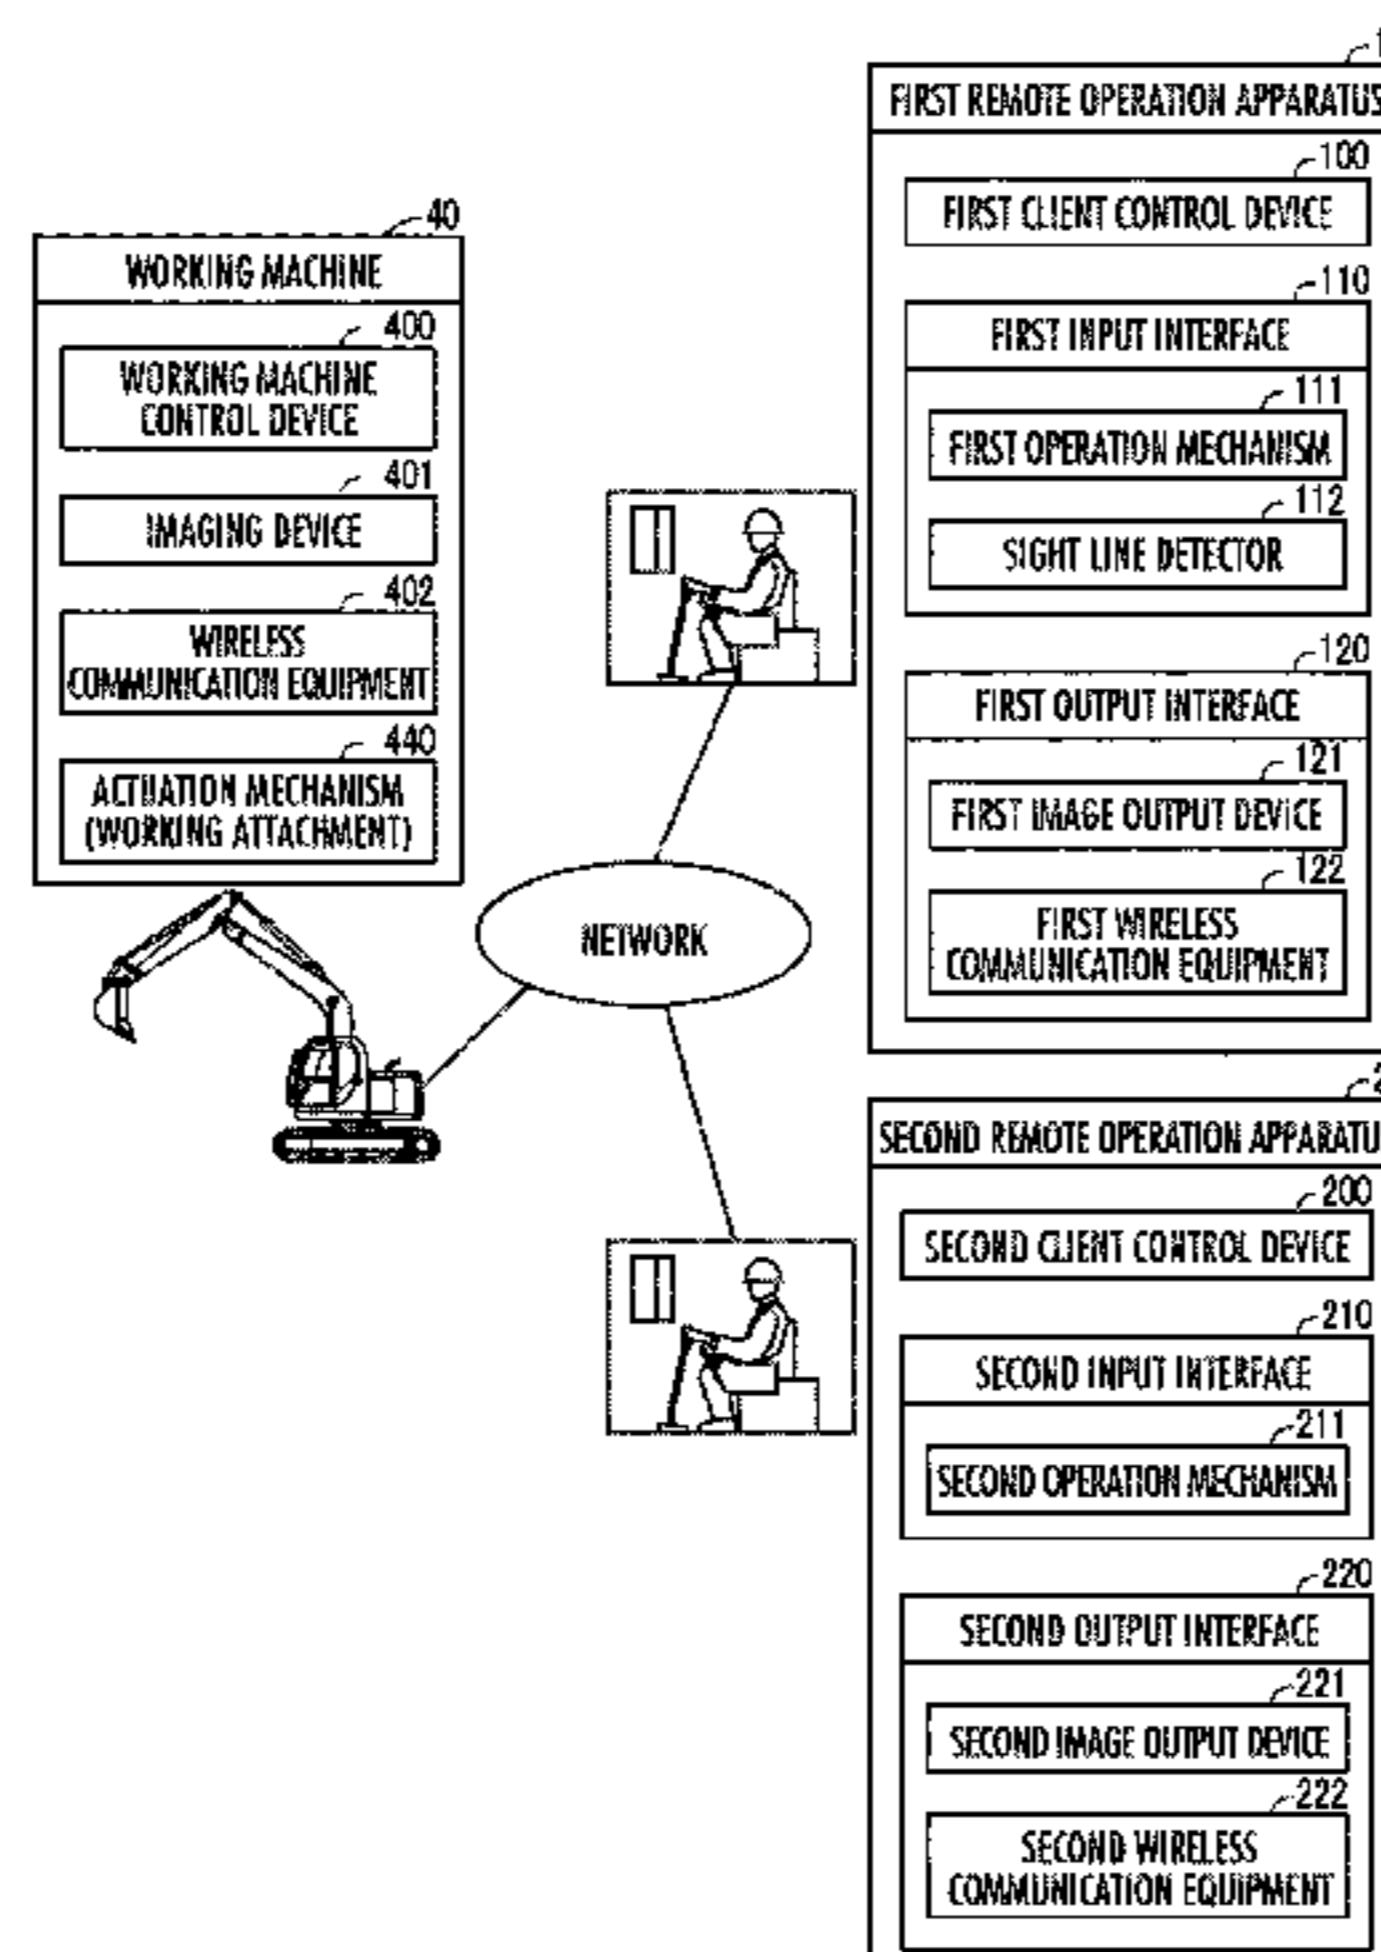 40
WORKING MACHINE
400
WORKING MACHINE
CONTROL DEVICE
401
IMAGING DEVICE
402
WIRELESS
COMMUNICATION EQUIPMENT
440
ACTUATION MECHANISM
(WORKING ATTACHMENT)
NETWORK
FIRST REMOTE OPERATION APPARATUS
100
FIRST CLIENT CONTROL DEVICE
110
FIRST INPUT INTERFACE
111
FIRST OPERATION MECHANISM
112
SIGHT LINE DETECTOR
120
FIRST OUTPUT INTERFACE
121
FIRST IMAGE OUTPUT DEVICE
122
FIRST WIRELESS
COMMUNICATION EQUIPMENT
SECOND REMOTE OPERATION APPARATU
200
SECOND CLIENT CONTROL DEVICE
210
SECOND INPUT INTERFACE
211
SECOND OPERATION MECHANISM
220
SECOND OUTPUT INTERFACE
221
SECOND IMAGE OUTPUT DEVICE
222
SECOND WIRELESS
COMMUNICATION EQUIPMENT